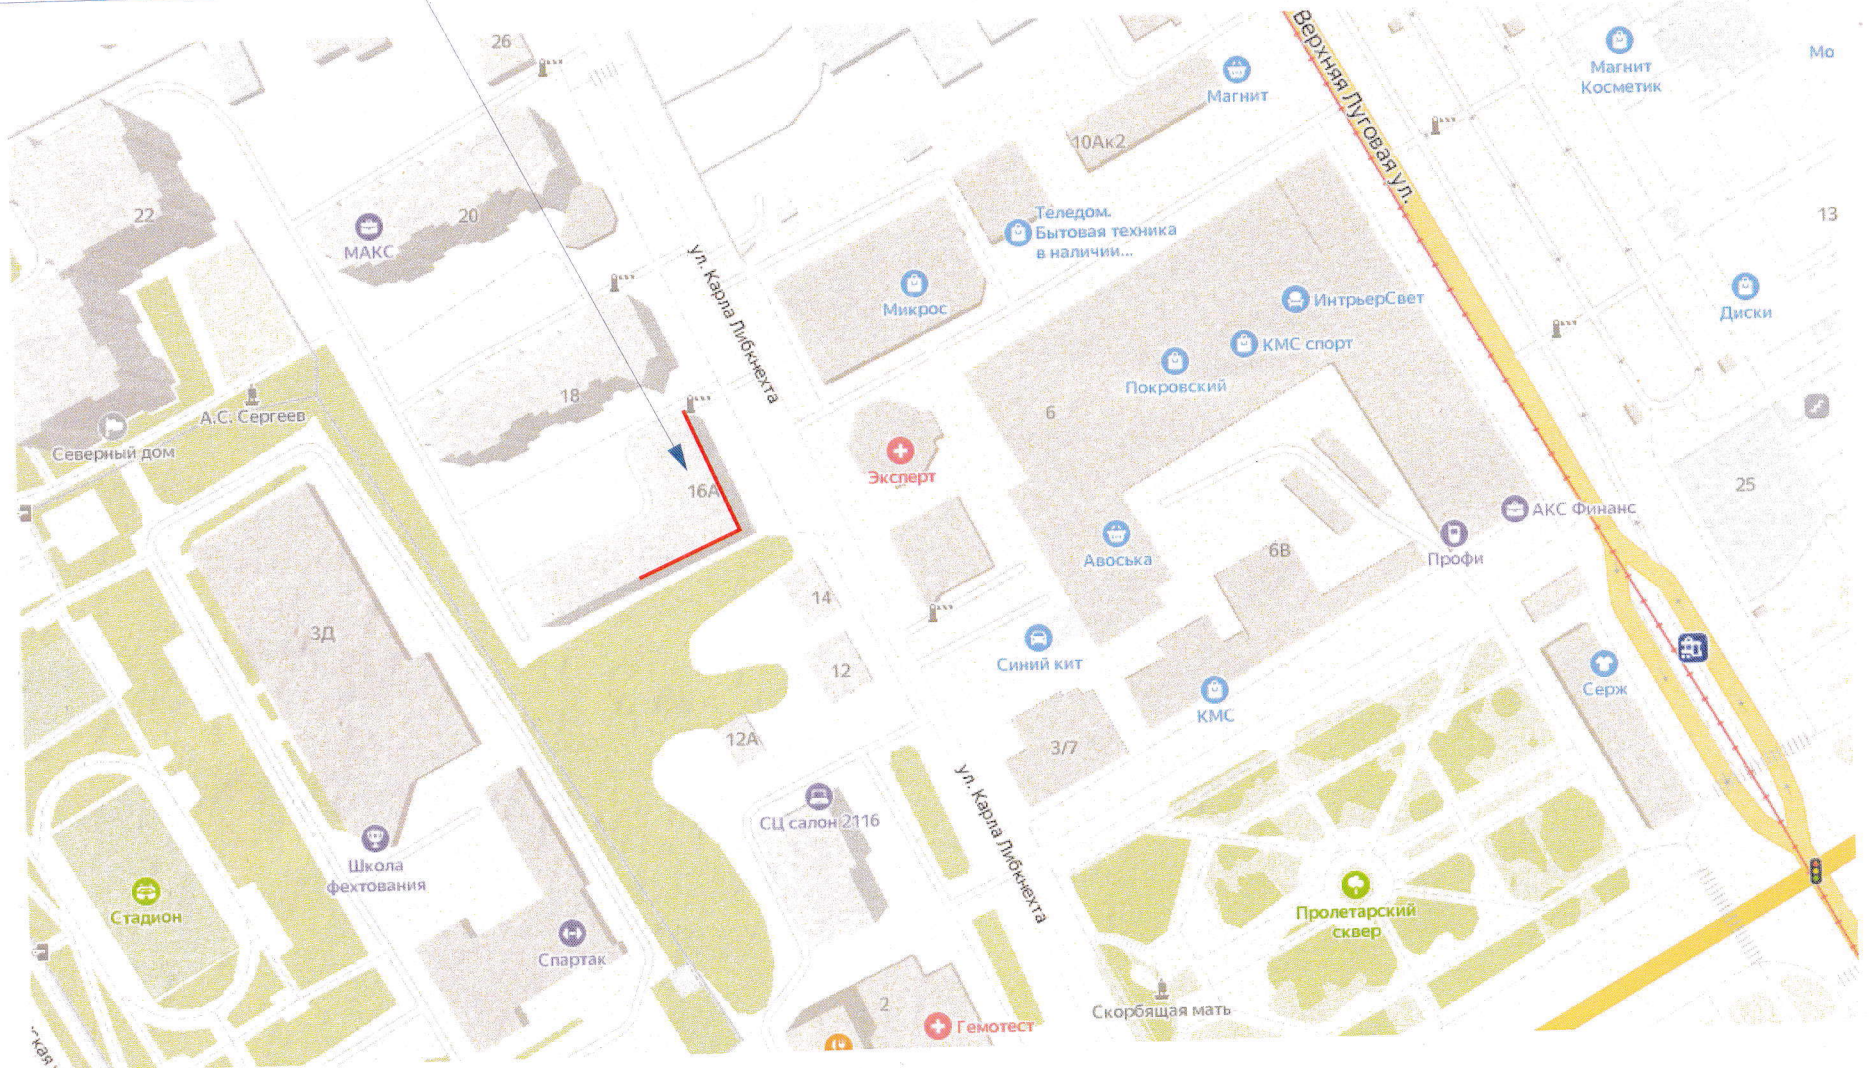 26
Магнит
Верхняя Луговая ул.
Магнит
Косметик
Мо
10Ак2
22
МАКС
20
Теледом.
Бытовая техника
в наличии...
13
ул. Карла Либкнехта
Микрос
ИнтрьерСвет
Диски
КМС спорт
Покровский
18
6
А.С. Сергеев
Северный дом
Эксперт
16А
25
АКС Финанс
Авоська
6В
Профи
14
3Д
12
Синий кит
Серж
КМС
12А
3/7
ул. Карла Либкнехта
СЦ салон 2116
Школа
фехтования
Стадион
Пролетарский
сквер
Спартак
2
Скорбящая мать
Гемотест